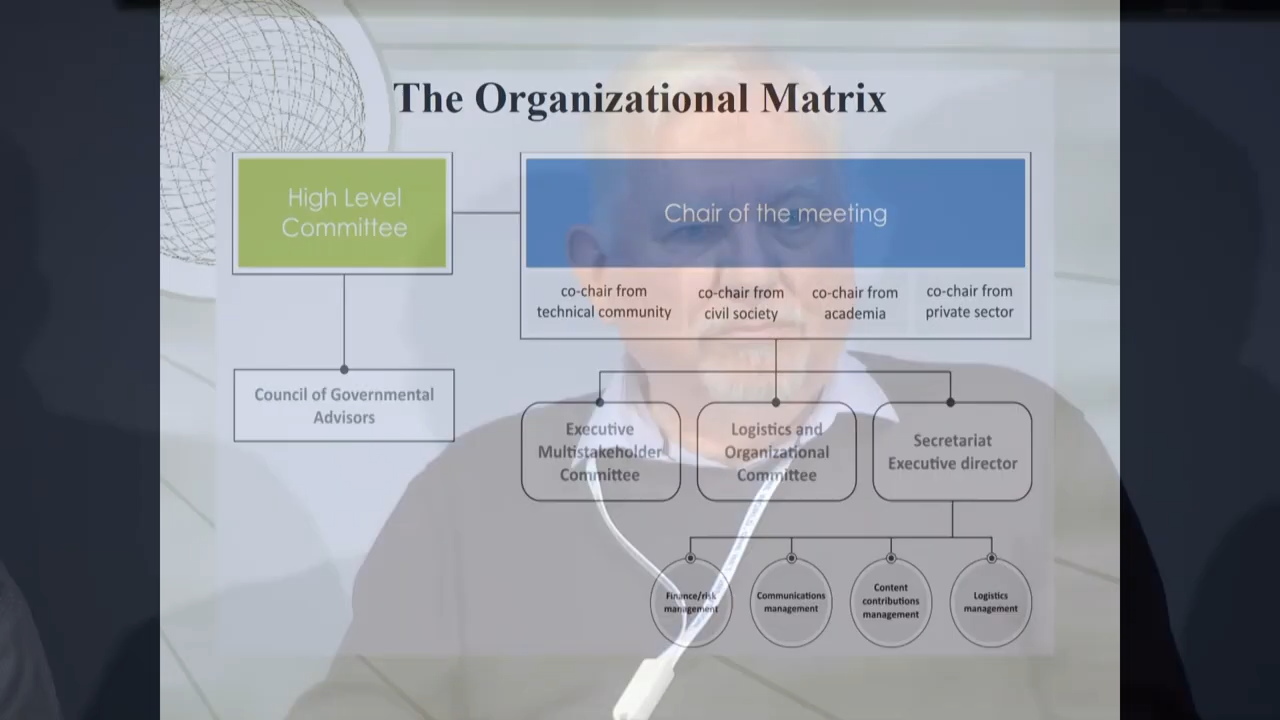 The Organizational Matrix
High Level
Committee
Chair of the meeting
co-chair from
technical community
co-chair from
civil society
co-chair from
academia
co-chair from
private sector
Council of Governmental
Advisors
Executive
Multistakeholder
Committee
Logistics and
Organizational
Committee
Secretariat
Executive director
Finance/risk
management
Communications
management
Content
contributions
management
Logistics
management